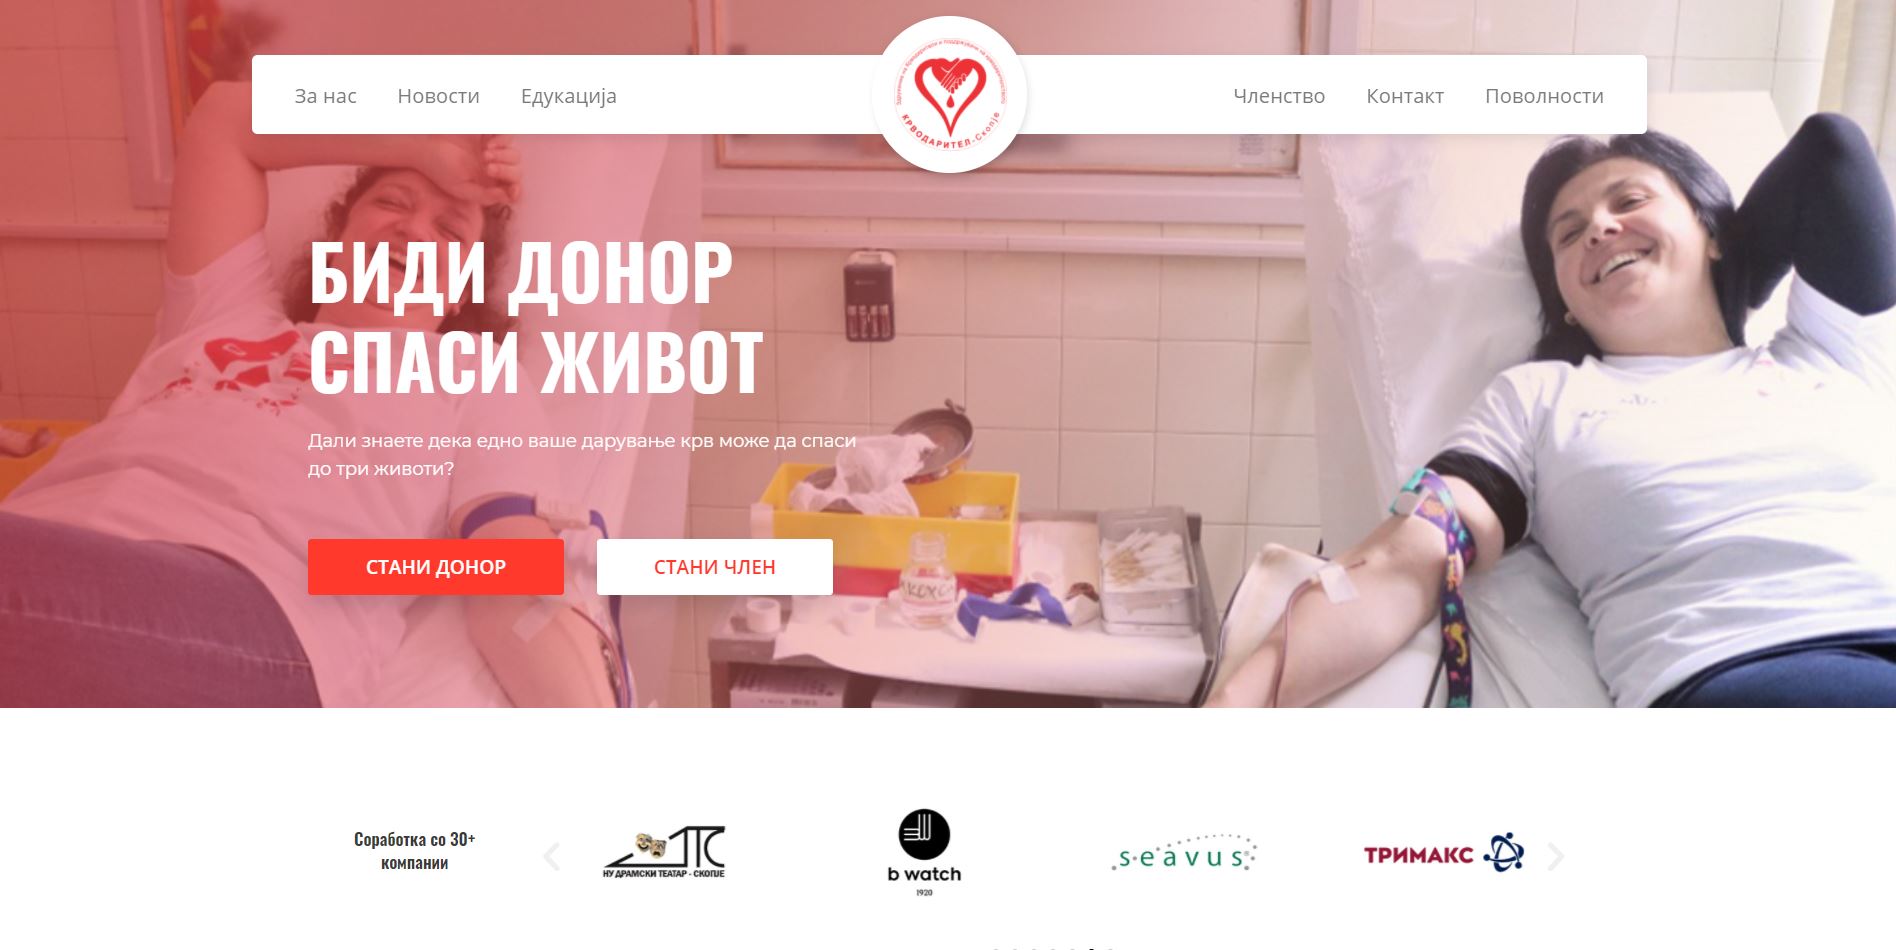 За нас
Новости
Едукација
КРВОДАРИТЕЛ-Скопје
Членство
Контакт
Поволности
БИДИ ДОНОР
СПАСИ ЖИВОТ
Дали знаете дека едно ваше дарување крв може да спаси
до три животи?
СТАНИ ДОНОР
СТАНИ ЧЛЕН
Соработка со 30+
компании
НУ ДРАМСКИ ТЕАТАР - СКОПЈЕ
b watch
1920
seavus
ТРИМАКС